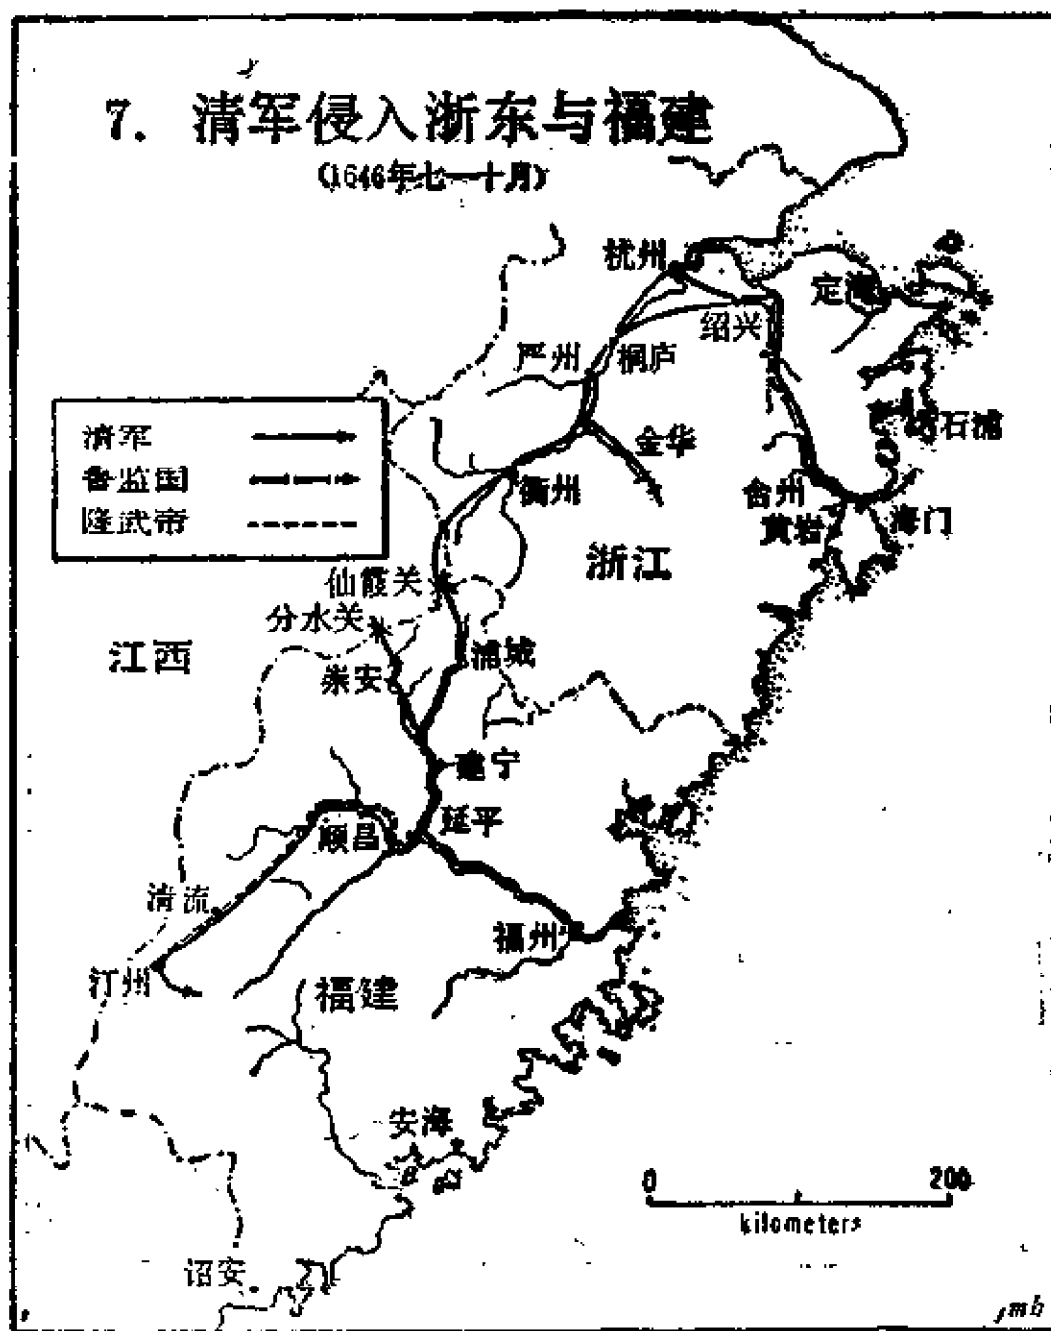 7. 清军侵入浙东与福建
(1646年七一十月)
杭州
定海
绍兴
严州
桐庐
清军
鲁监国
隆武帝
金华
石浦
衢州
台州
黄岩
海门
浙江
仙霞关
分水关
江西
浦城
崇安
建宁
延平
顺昌
清流
福州
汀州
福建
安海
0 200
kilometers
诏安
mb